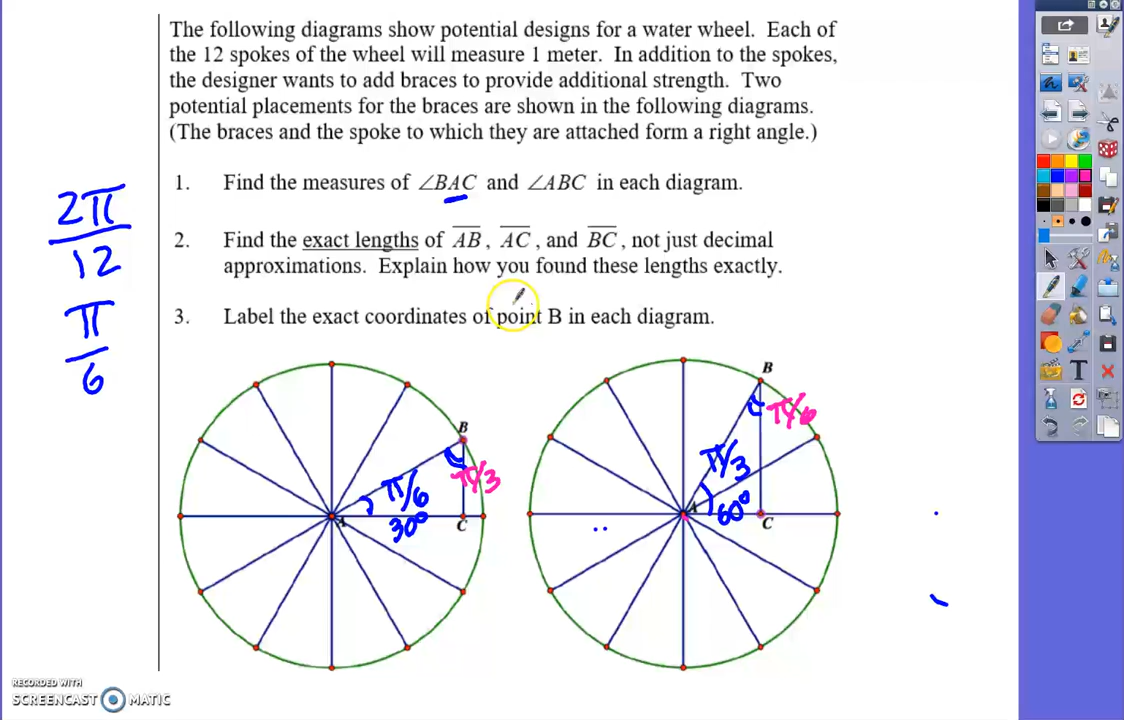 The following diagrams show potential designs for a water wheel. Each of
the 12 spokes of the wheel will measure 1 meter. In addition to the spokes,
the designer wants to add braces to provide additional strength. Two
potential placements for the braces are shown in the following diagrams.
(The braces and the spoke to which they are attached form a right angle.)
1. Find the measures of ∠BAC and ∠ABC in each diagram.
2. Find the exact lengths of AB, AC, and BC, not just decimal
approximations. Explain how you found these lengths exactly.
3. Label the exact coordinates of point B in each diagram.
2π
12
π
6
B
π/3
π/6
30°
A
C
B
π/6
π/3
60°
A
C
T
RECORDED WITH
SCREENCAST MATIC